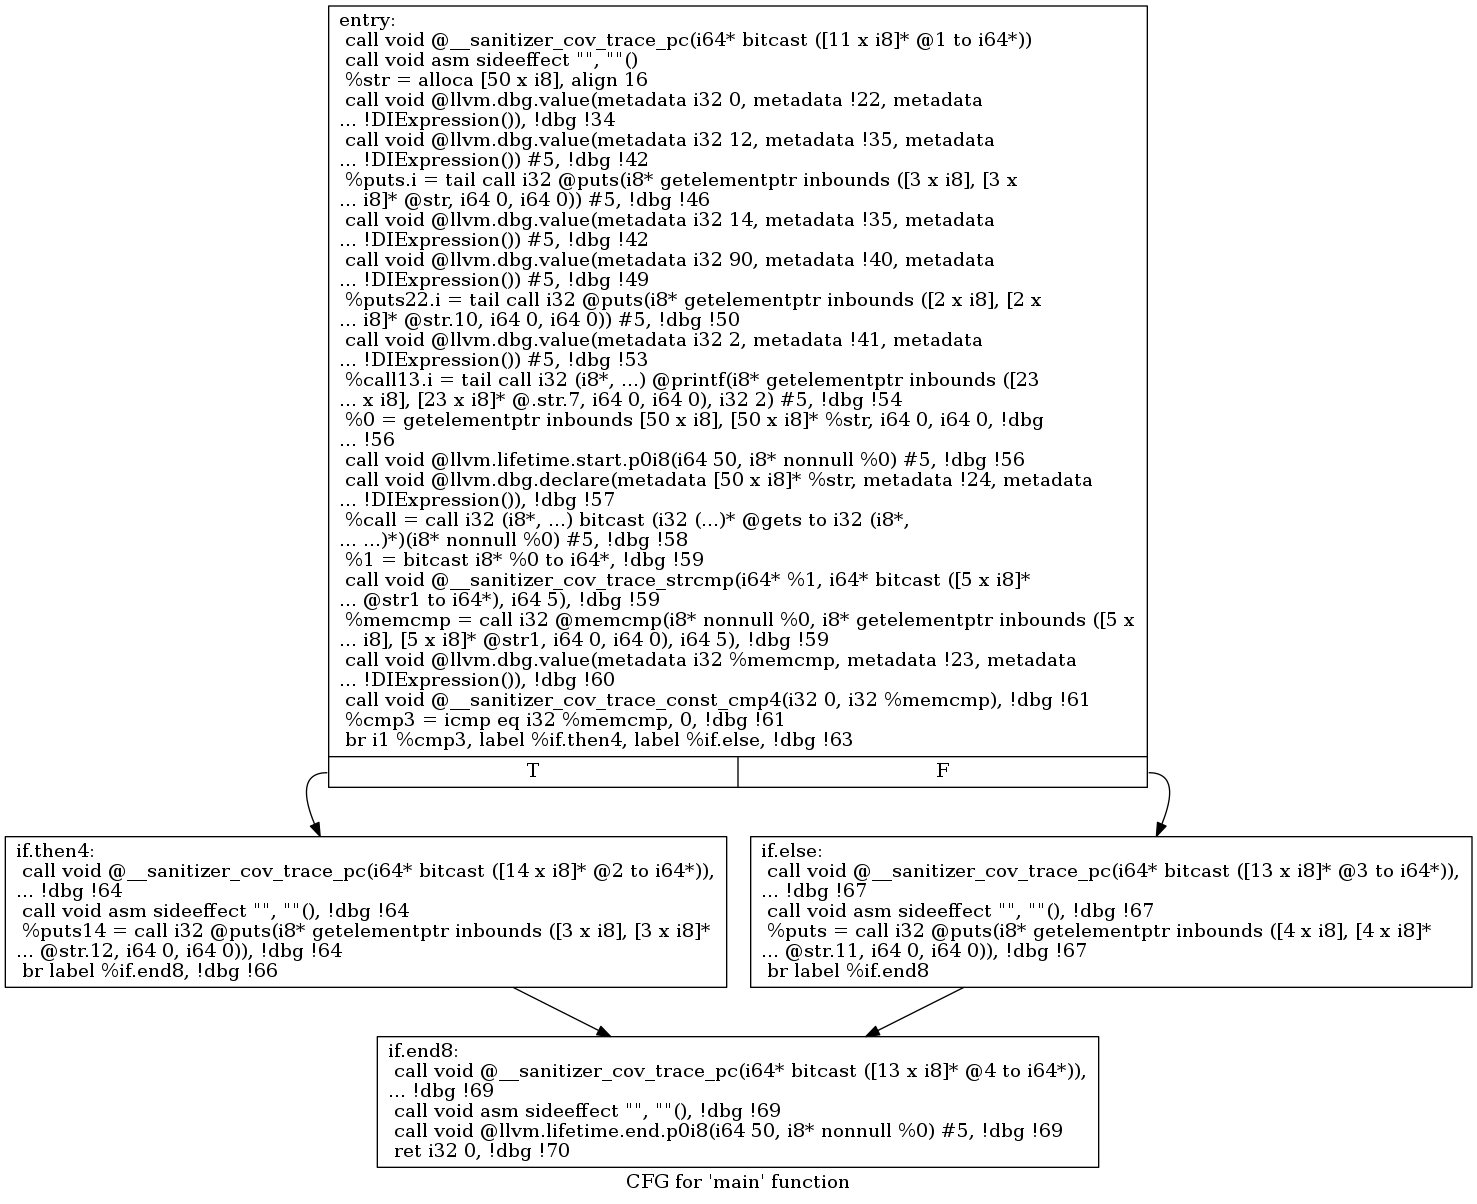 entry:
call void @__sanitizer_cov_trace_pc(i64* bitcast ([11 x i8]* @1 to i64*))
call void asm sideeffect "", ""()
%str = alloca [50 x i8], align 16
call void @llvm.dbg.value(metadata i32 0, metadata !22, metadata
... !DIExpression()), !dbg !34
call void @llvm.dbg.value(metadata i32 12, metadata !35, metadata
... !DIExpression()) #5, !dbg !42
%puts.i = tail call i32 @puts(i8* getelementptr inbounds ([3 x i8], [3 x
... i8]* @str, i64 0, i64 0)) #5, !dbg !46
call void @llvm.dbg.value(metadata i32 14, metadata !35, metadata
... !DIExpression()) #5, !dbg !42
call void @llvm.dbg.value(metadata i32 90, metadata !40, metadata
... !DIExpression()) #5, !dbg !49
%puts22.i = tail call i32 @puts(i8* getelementptr inbounds ([2 x i8], [2 x
... i8]* @str.10, i64 0, i64 0)) #5, !dbg !50
call void @llvm.dbg.value(metadata i32 2, metadata !41, metadata
... !DIExpression()) #5, !dbg !53
%call13.i = tail call i32 (i8*, ...) @printf(i8* getelementptr inbounds ([23
... x i8], [23 x i8]* @.str.7, i64 0, i64 0), i32 2) #5, !dbg !54
%0 = getelementptr inbounds [50 x i8], [50 x i8]* %str, i64 0, i64 0, !dbg
... !56
call void @llvm.lifetime.start.p0i8(i64 50, i8* nonnull %0) #5, !dbg !56
call void @llvm.dbg.declare(metadata [50 x i8]* %str, metadata !24, metadata
... !DIExpression()), !dbg !57
%call = call i32 (i8*, ...) bitcast (i32 (...)* @gets to i32 (i8*,
... ...)*)(i8* nonnull %0) #5, !dbg !58
%1 = bitcast i8* %0 to i64*, !dbg !59
call void @__sanitizer_cov_trace_strcmp(i64* %1, i64* bitcast ([5 x i8]*
... @str1 to i64*), i64 5), !dbg !59
%memcmp = call i32 @memcmp(i8* nonnull %0, i8* getelementptr inbounds ([5 x
... i8], [5 x i8]* @str1, i64 0, i64 0), i64 5), !dbg !59
call void @llvm.dbg.value(metadata i32 %memcmp, metadata !23, metadata
... !DIExpression()), !dbg !60
call void @__sanitizer_cov_trace_const_cmp4(i32 0, i32 %memcmp), !dbg !61
%cmp3 = icmp eq i32 %memcmp, 0, !dbg !61
br i1 %cmp3, label %if.then4, label %if.else, !dbg !63
T
F
if.then4:
call void @__sanitizer_cov_trace_pc(i64* bitcast ([14 x i8]* @2 to i64*)),
... !dbg !64
call void asm sideeffect "", ""(), !dbg !64
%puts14 = call i32 @puts(i8* getelementptr inbounds ([3 x i8], [3 x i8]*
... @str.12, i64 0, i64 0)), !dbg !64
br label %if.end8, !dbg !66
if.else:
call void @__sanitizer_cov_trace_pc(i64* bitcast ([13 x i8]* @3 to i64*)),
... !dbg !67
call void asm sideeffect "", ""(), !dbg !67
%puts = call i32 @puts(i8* getelementptr inbounds ([4 x i8], [4 x i8]*
... @str.11, i64 0, i64 0)), !dbg !67
br label %if.end8
if.end8:
call void @__sanitizer_cov_trace_pc(i64* bitcast ([13 x i8]* @4 to i64*)),
... !dbg !69
call void asm sideeffect "", ""(), !dbg !69
call void @llvm.lifetime.end.p0i8(i64 50, i8* nonnull %0) #5, !dbg !69
ret i32 0, !dbg !70
CFG for 'main' function